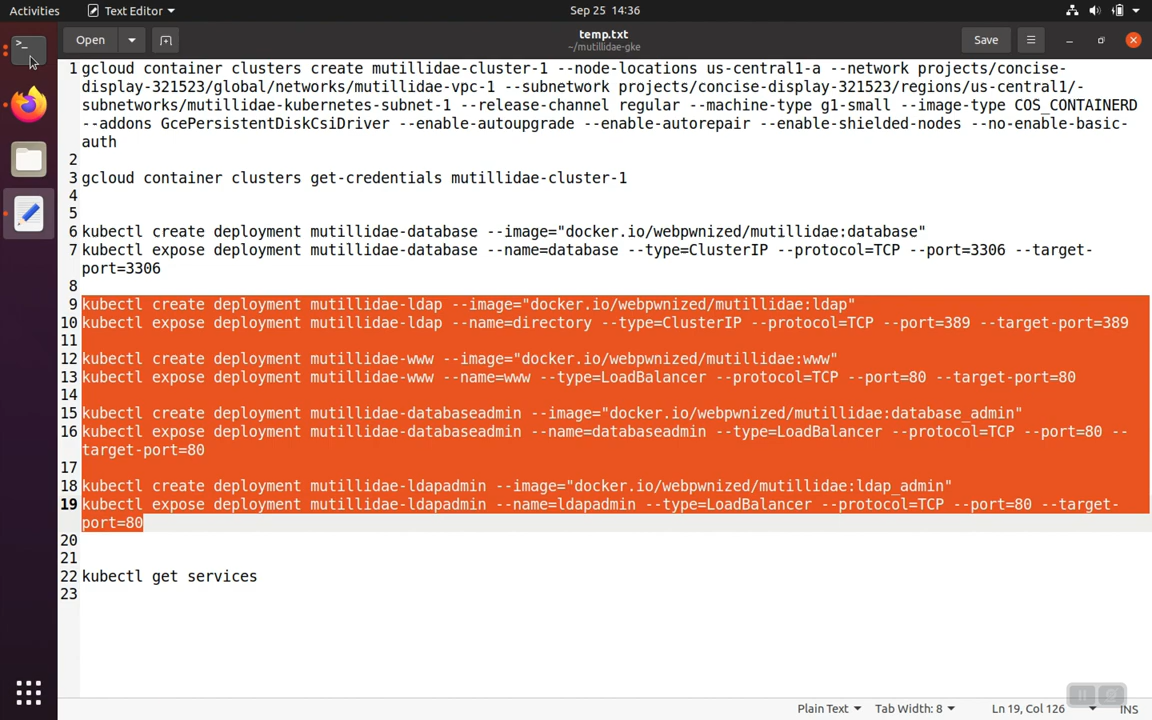 Activities
Text Editor
Sep 25 14:36
Open
temp.txt
~/mutillidae-gke
Save
1 gcloud container clusters create mutillidae-cluster-1 --node-locations us-central1-a --network projects/concise-
display-321523/global/networks/mutillidae-vpc-1 --subnetwork projects/concise-display-321523/regions/us-central1/-
subnetworks/mutillidae-kubernetes-subnet-1 --release-channel regular --machine-type g1-small --image-type COS_CONTAINERD
--addons GcePersistentDiskCsiDriver --enable-autoupgrade --enable-autorepair --enable-shielded-nodes --no-enable-basic-
auth
2
3 gcloud container clusters get-credentials mutillidae-cluster-1
4
5
6 kubectl create deployment mutillidae-database --image="docker.io/webpwnized/mutillidae:database"
7 kubectl expose deployment mutillidae-database --name=database --type=ClusterIP --protocol=TCP --port=3306 --target-
port=3306
8
9 kubectl create deployment mutillidae-ldap --image="docker.io/webpwnized/mutillidae:ldap"
10 kubectl expose deployment mutillidae-ldap --name=directory --type=ClusterIP --protocol=TCP --port=389 --target-port=389
11
12 kubectl create deployment mutillidae-www --image="docker.io/webpwnized/mutillidae:www"
13 kubectl expose deployment mutillidae-www --name=www --type=LoadBalancer --protocol=TCP --port=80 --target-port=80
14
15 kubectl create deployment mutillidae-databaseadmin --image="docker.io/webpwnized/mutillidae:database_admin"
16 kubectl expose deployment mutillidae-databaseadmin --name=databaseadmin --type=LoadBalancer --protocol=TCP --port=80 --
target-port=80
17
18 kubectl create deployment mutillidae-ldapadmin --image="docker.io/webpwnized/mutillidae:ldap_admin"
19 kubectl expose deployment mutillidae-ldapadmin --name=ldapadmin --type=LoadBalancer --protocol=TCP --port=80 --target-
port=80
20
21
22 kubectl get services
23
Plain Text
Tab Width: 8
Ln 19, Col 126
INS